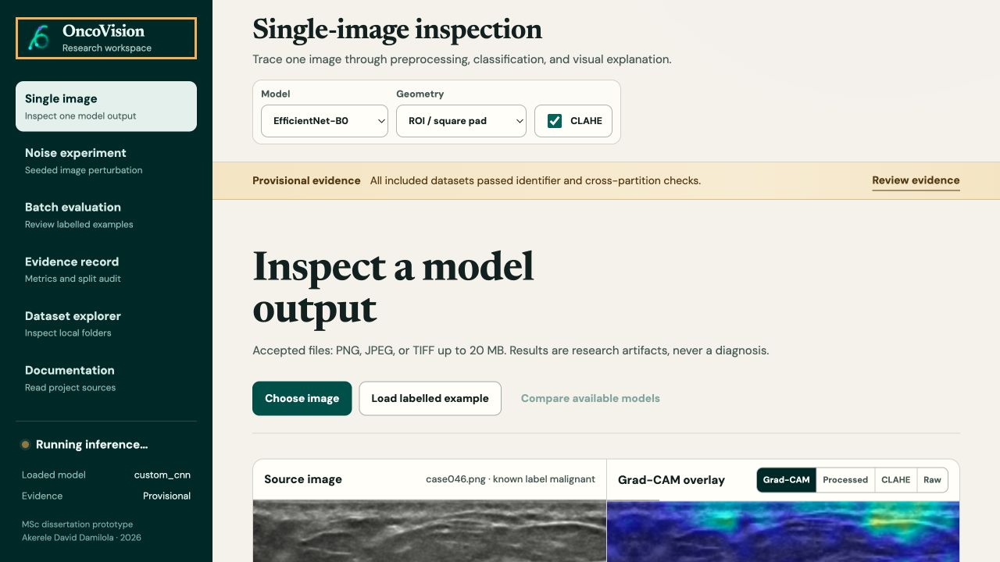 OncoVision
Research workspace
Single image
Inspect one model output
Noise experiment
Seeded image perturbation
Batch evaluation
Review labelled examples
Evidence record
Metrics and split audit
Dataset explorer
Inspect local folders
Documentation
Read project sources
Running inference...
Loaded model custom_cnn
Evidence Provisional
MSc dissertation prototype
Akerele David Damilola · 2026
Single-image inspection
Trace one image through preprocessing, classification, and visual explanation.
Model Geometry
EfficientNet-B0 ROI / square pad CLAHE
Provisional evidence All included datasets passed identifier and cross-partition checks. Review evidence
Inspect a model
output
Accepted files: PNG, JPEG, or TIFF up to 20 MB. Results are research artifacts, never a diagnosis.
Choose image Load labelled example Compare available models
Source image case046.png · known label malignant
Grad-CAM overlay Grad-CAM Processed CLAHE Raw